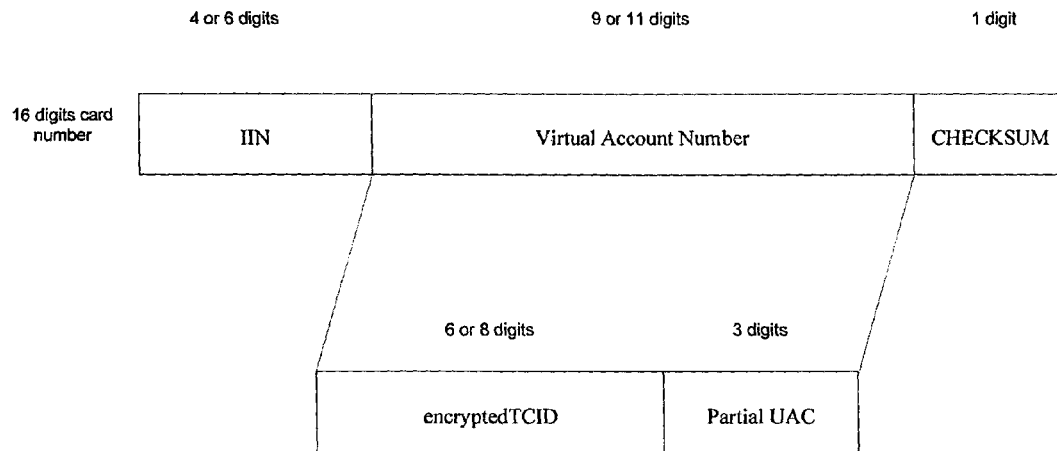 4 or 6 digits
9 or 11 digits
1 digit
16 digits card
number
IIN
Virtual Account Number
CHECKSUM
6 or 8 digits
3 digits
encryptedTCID
Partial UAC